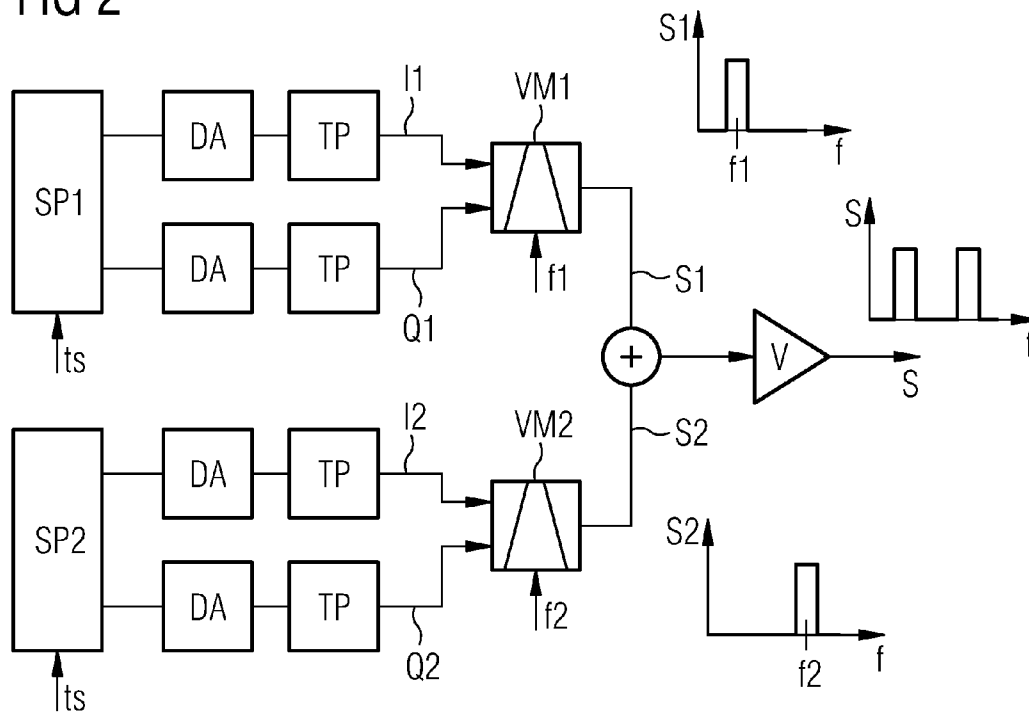 FIG 2
S1
f
f1
I1
VM1
SP1
DA
TP
DA
TP
f1
Q1
ts
S1
S
f
+
V
S
I2
VM2
S2
SP2
DA
TP
DA
TP
f2
Q2
ts
S2
f
f2